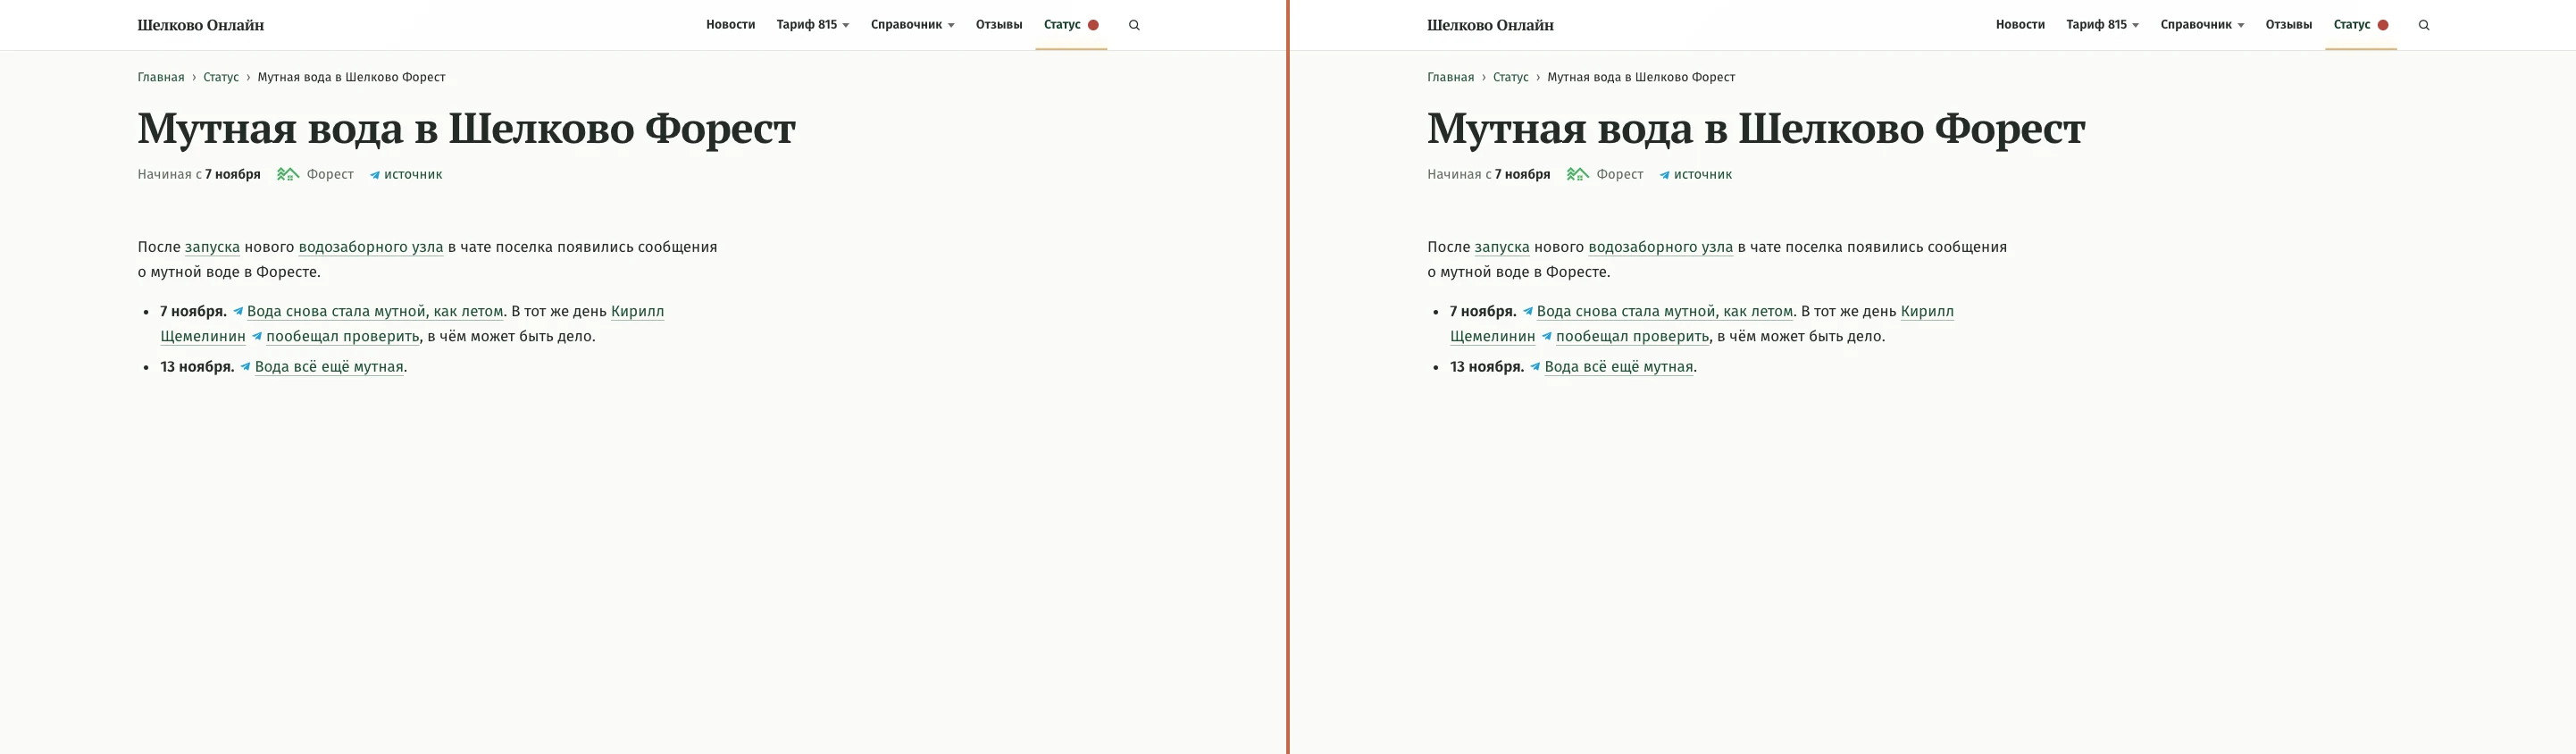 Шелково Онлайн
Новости Тариф 815 Справочник Отзывы Статус
Главная › Статус › Мутная вода в Шелково Форест
Мутная вода в Шелково Форест
Начиная с 7 ноября Форест источник
После запуска нового водозаборного узла в чате поселка появились сообщения
о мутной воде в Форесте.
• 7 ноября. Вода снова стала мутной, как летом. В тот же день Кирилл
Щемелинин пообещал проверить, в чём может быть дело.
• 13 ноября. Вода всё ещё мутная.
Шелково Онлайн
Новости Тариф 815 Справочник Отзывы Статус
Главная › Статус › Мутная вода в Шелково Форест
Мутная вода в Шелково Форест
Начиная с 7 ноября Форест источник
После запуска нового водозаборного узла в чате поселка появились сообщения
о мутной воде в Форесте.
• 7 ноября. Вода снова стала мутной, как летом. В тот же день Кирилл
Щемелинин пообещал проверить, в чём может быть дело.
• 13 ноября. Вода всё ещё мутная.